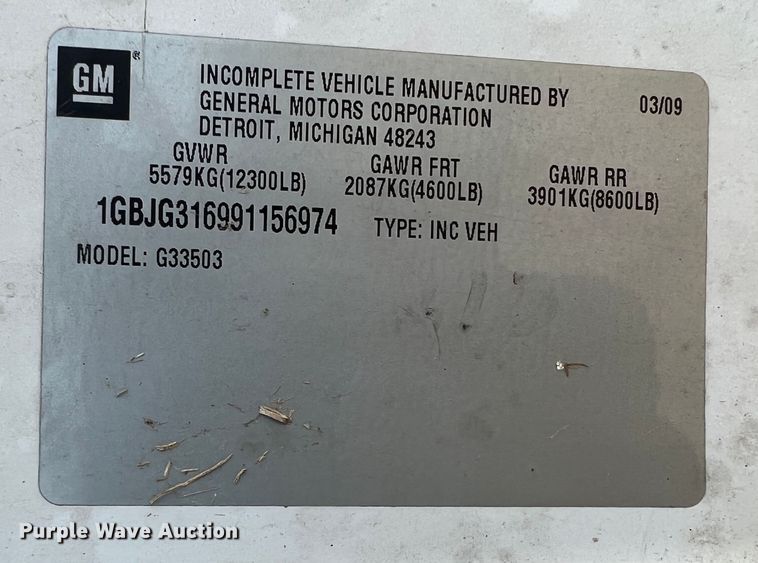 GM®
INCOMPLETE VEHICLE MANUFACTURED BY 03/09
GENERAL MOTORS CORPORATION
DETROIT, MICHIGAN 48243
GVWR GAWR FRT GAWR RR
5579KG(12300LB) 2087KG(4600LB) 3901KG(8600LB)
1GBJG316991156974 TYPE: INC VEH
MODEL: G33503
Purple Wave Auction